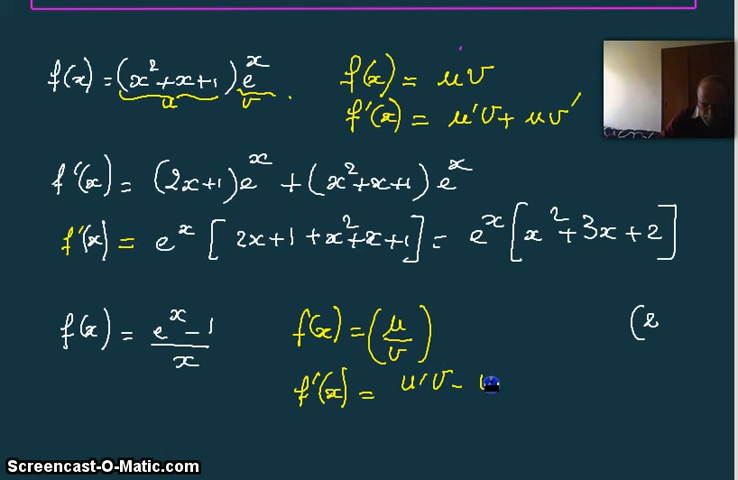 f(x) = (x²+x+1) eˣ .
u v
f(x) = uv
f'(x) = u'v + uv'
f'(x) = (2x+1)eˣ + (x²+x+1) eˣ
f'(x) = eˣ [ 2x+1 + x²+x+1] = eˣ [x²+3x+2]
f(x) = (eˣ-1)/x
f(x) = (u/v)
f'(x) = u'v -
Screencast-O-Matic.com